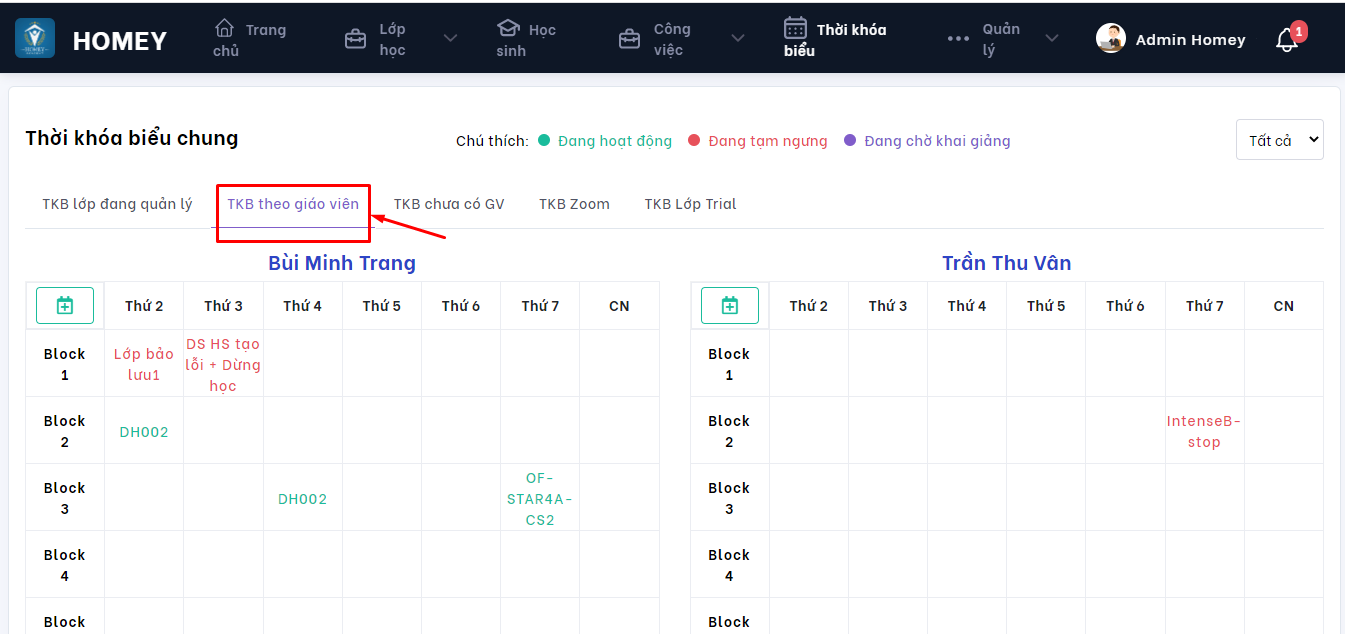 HOMEY
Trang
chủ
Lớp
học
Học
sinh
Công
việc
Thời khóa
biểu
Quản
lý
Admin Homey
1
Thời khóa biểu chung
Chú thích: Đang hoạt động Đang tạm ngưng Đang chờ khai giảng
Tất cả
TKB lớp đang quản lý TKB theo giáo viên TKB chưa có GV TKB Zoom TKB Lớp Trial
Bùi Minh Trang
Thứ 2 Thứ 3 Thứ 4 Thứ 5 Thứ 6 Thứ 7 CN
Block
1
Lớp bảo
lưu1
DS HS tạo
lỗi + Dừng
học
Block
2
DH002
Block
3
DH002
OF-
STAR4A-
CS2
Block
4
Block
Trần Thu Vân
Thứ 2 Thứ 3 Thứ 4 Thứ 5 Thứ 6 Thứ 7 CN
Block
1
Block
2
IntenseB-
stop
Block
3
Block
4
Block